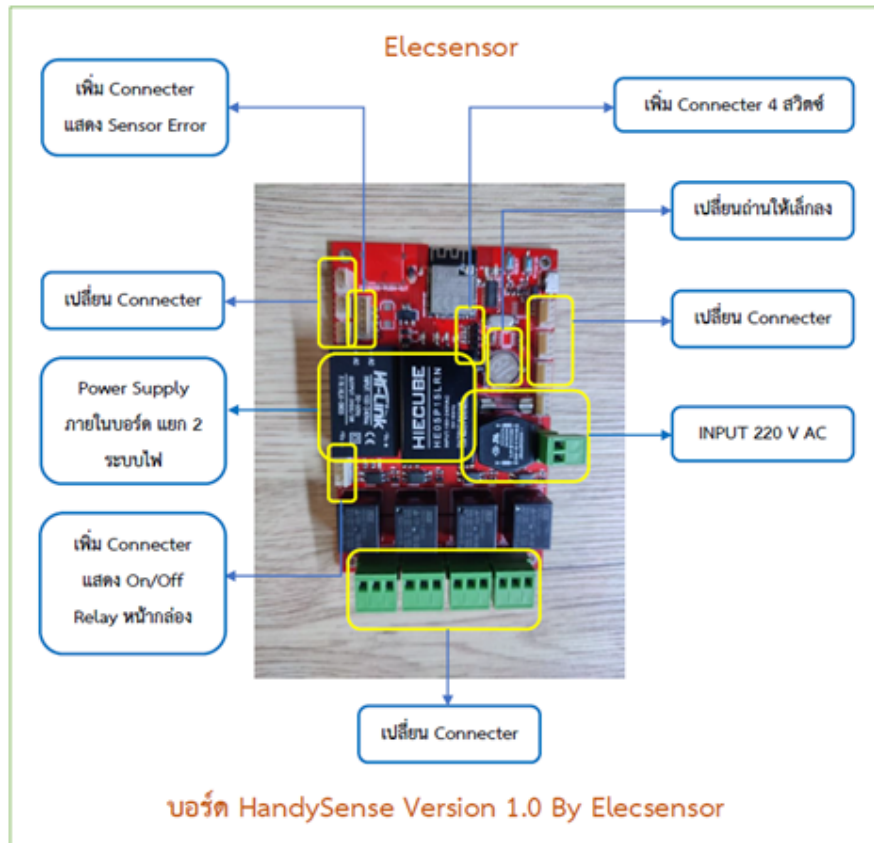 Elecsensor
เพิ่ม Connecter
แสดง Sensor Error
เพิ่ม Connecter 4 สวิตซ์
เปลี่ยนถ่านให้เล็กลง
เปลี่ยน Connecter
เปลี่ยน Connecter
Power Supply
ภายในบอร์ด แยก 2
ระบบไฟ
HIECUBE
HE05P15LRN
Hi-Link
INPUT 220 V AC
เพิ่ม Connecter
แสดง On/Off
Relay หน้ากล่อง
เปลี่ยน Connecter
บอร์ด HandySense Version 1.0 By Elecsensor